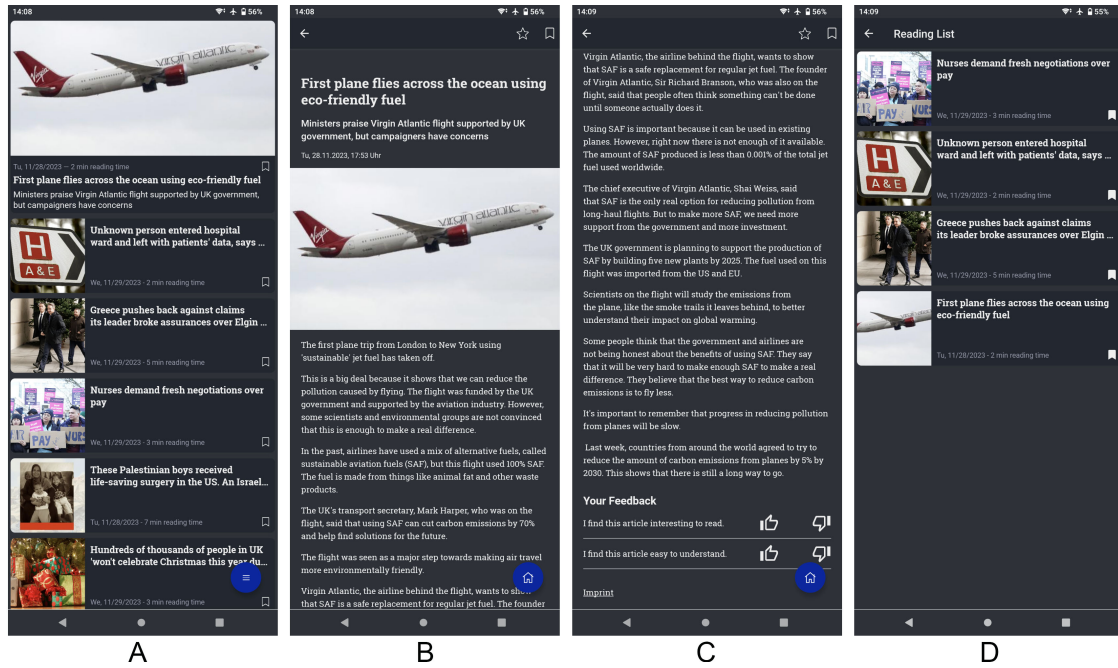 14:08
56%
Virgin
virgin atlantic
Tu, 11/28/2023 — 2 min reading time
First plane flies across the ocean using eco-friendly fuel
Ministers praise Virgin Atlantic flight supported by UK government,
but campaigners have concerns
H
A&E
Unknown person entered hospital
ward and left with patients' data, says ...
We, 11/29/2023 - 2 min reading time
Greece pushes back against claims
its leader broke assurances over Elgin ...
We, 11/29/2023 - 5 min reading time
PAY
Nurses demand fresh negotiations over
pay
We, 11/29/2023 - 3 min reading time
These Palestinian boys received
life-saving surgery in the US. An Israel...
Tu, 11/28/2023 - 7 min reading time
Hundreds of thousands of people in UK
'won't celebrate Christmas this year du...
We, 11/29/2023 - 3 min reading time
A
14:08
56%
First plane flies across the ocean using
eco-friendly fuel
Ministers praise Virgin Atlantic flight supported by UK
government, but campaigners have concerns
Tu, 28.11.2023, 17:53 Uhr
Virgin
virgin atlantic
The first plane trip from London to New York using
'sustainable' jet fuel has taken off.
This is a big deal because it shows that we can reduce the
pollution caused by flying. The flight was funded by the UK
government and supported by the aviation industry. However,
some scientists and environmental groups are not convinced
that this is enough to make a real difference.
In the past, airlines have used a mix of alternative fuels, called
sustainable aviation fuels (SAF), but this flight used 100% SAF.
The fuel is made from things like animal fat and other waste
products.
The UK's transport secretary, Mark Harper, who was on the
flight, said that using SAF can cut carbon emissions by 70%
and help find solutions for the future.
The flight was seen as a major step towards making air travel
more environmentally friendly.
Virgin Atlantic, the airline behind the flight, wants to show
that SAF is a safe replacement for regular jet fuel. The founder
B
14:09
56%
Virgin Atlantic, the airline behind the flight, wants to show
that SAF is a safe replacement for regular jet fuel. The founder
of Virgin Atlantic, Sir Richard Branson, who was also on the
flight, said that people often think something can't be done
until someone actually does it.
Using SAF is important because it can be used in existing
planes. However, right now there is not enough of it available.
The amount of SAF produced is less than 0.001% of the total jet
fuel used worldwide.
The chief executive of Virgin Atlantic, Shai Weiss, said
that SAF is the only real option for reducing pollution from
long-haul flights. But to make more SAF, we need more
support from the government and more investment.
The UK government is planning to support the production of
SAF by building five new plants by 2025. The fuel used on this
flight was imported from the US and EU.
Scientists on the flight will study the emissions from
the plane, like the smoke trails it leaves behind, to better
understand their impact on global warming.
Some people think that the government and airlines are
not being honest about the benefits of using SAF. They say
that it will be very hard to make enough SAF to make a real
difference. They believe that the best way to reduce carbon
emissions is to fly less.
It's important to remember that progress in reducing pollution
from planes will be slow.
Last week, countries from around the world agreed to try to
reduce the amount of carbon emissions from planes by 5% by
2030. This shows that there is still a long way to go.
Your Feedback
I find this article interesting to read.
I find this article easy to understand.
Imprint
C
14:09
55%
Reading List
PAY
Nurses demand fresh negotiations over
pay
We, 11/29/2023 - 3 min reading time
H
A&E
Unknown person entered hospital
ward and left with patients' data, says ...
We, 11/29/2023 - 2 min reading time
Greece pushes back against claims
its leader broke assurances over Elgin ...
We, 11/29/2023 - 5 min reading time
First plane flies across the ocean using
eco-friendly fuel
Tu, 11/28/2023 - 2 min reading time
D